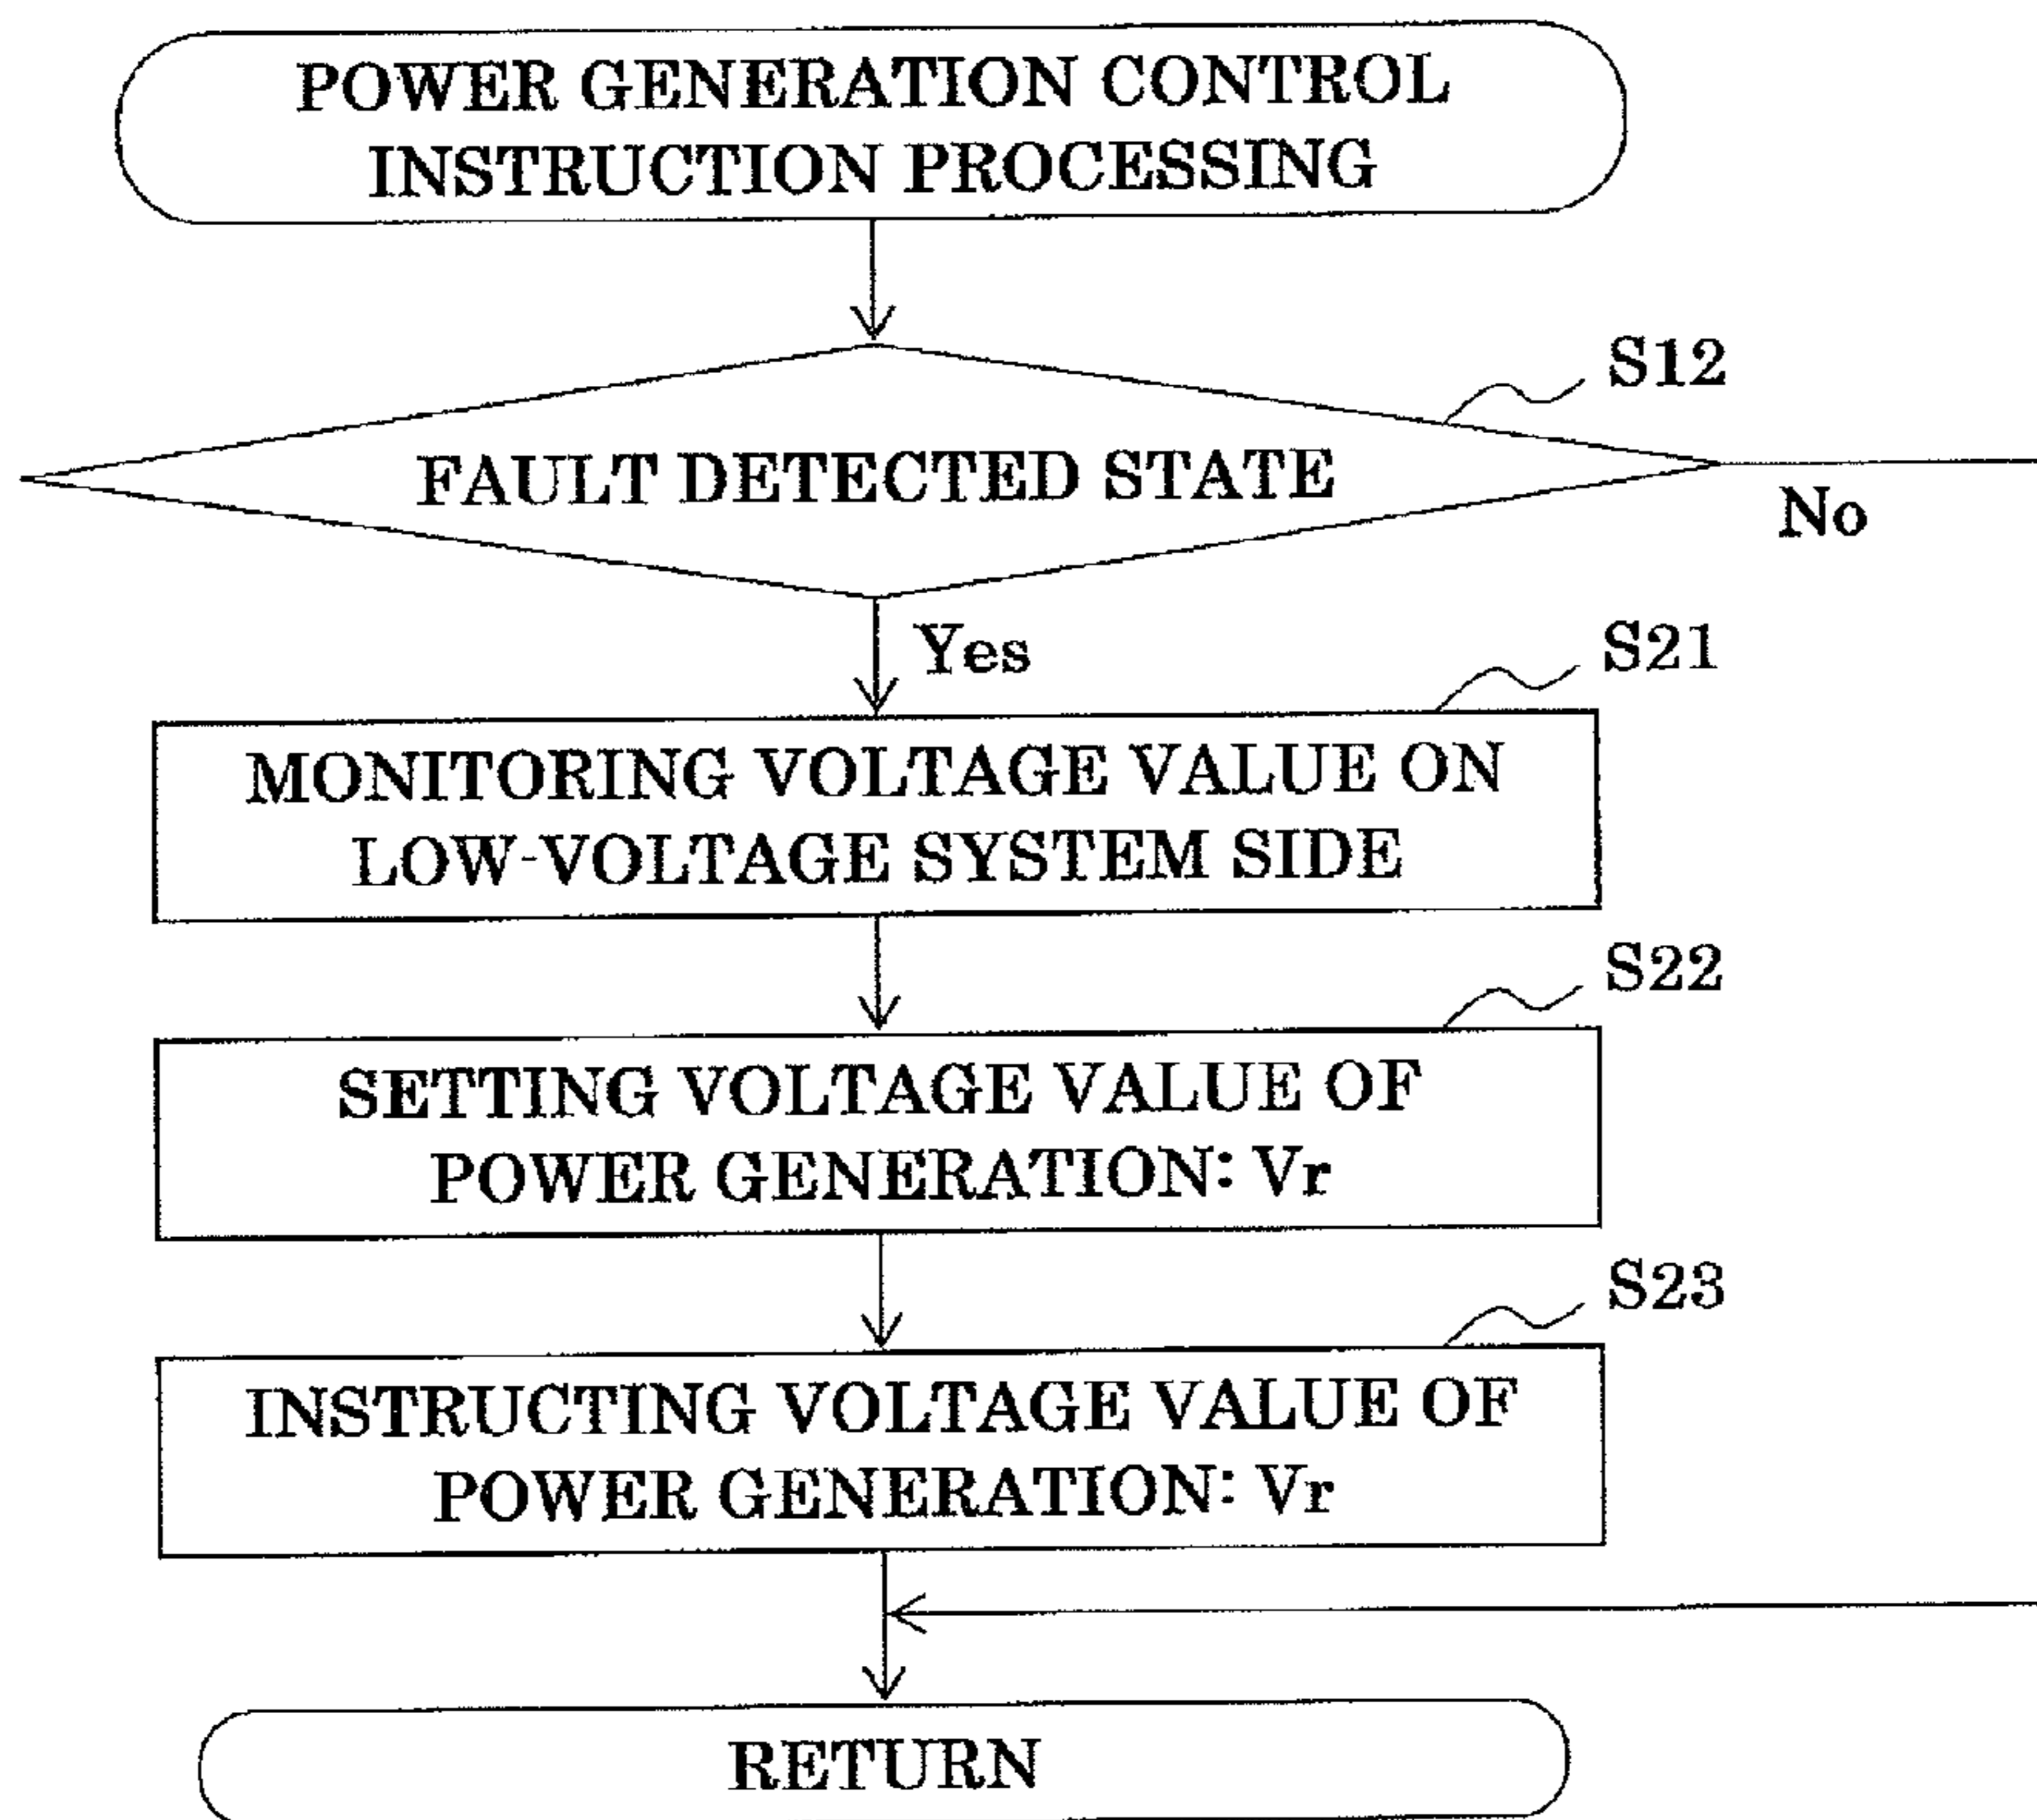 POWER GENERATION CONTROL
INSTRUCTION PROCESSING
S12
FAULT DETECTED STATE
No
Yes
S21
MONITORING VOLTAGE VALUE ON
LOW-VOLTAGE SYSTEM SIDE
S22
SETTING VOLTAGE VALUE OF
POWER GENERATION: Vr
S23
INSTRUCTING VOLTAGE VALUE OF
POWER GENERATION: Vr
RETURN